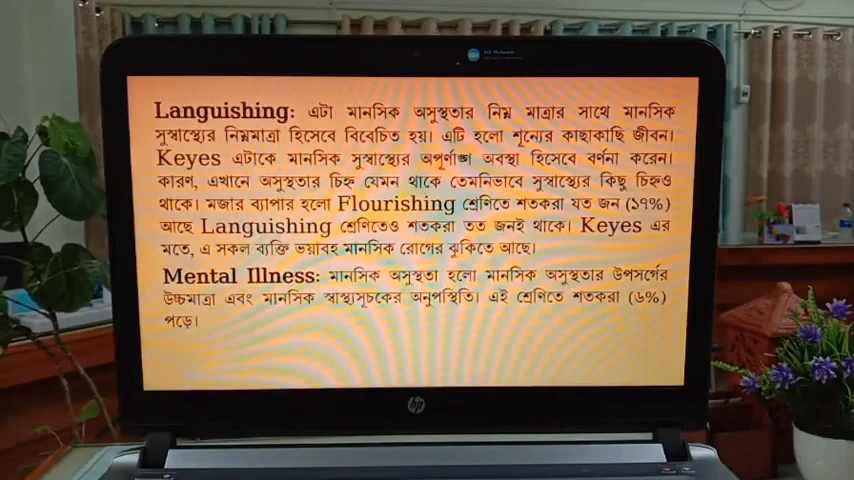 Languishing: এটা মানসিক অসুস্থতার নিম্ন মাত্রার সাথে মানসিক
সুস্বাস্থ্যের নিম্নমাত্রা হিসেবে বিবেচিত হয়। এটি হলো শূন্যের কাছাকাছি জীবন।
Keyes এটাকে মানসিক সুস্বাস্থ্যের অপূর্ণাঙ্গ অবস্থা হিসেবে বর্ণনা করেন।
কারণ, এখানে অসুস্থতার চিহ্ন যেমন থাকে তেমনিভাবে সুস্বাস্থ্যের কিছু চিহ্নও
থাকে। মজার ব্যাপার হলো Flourishing শ্রেণিতে শতকরা যত জন (১৭%)
আছে Languishing শ্রেণিতেও শতকরা তত জনই থাকে। Keyes এর
মতে, এ সকল ব্যক্তি ভয়াবহ মানসিক রোগের ঝুকিতে আছে।
Mental Illness: মানসিক অসুস্থতা হলো মানসিক অসুস্থতার উপসর্গের
উচ্চমাত্রা এবং মানসিক স্বাস্থ্যসূচকের অনুপস্থিতি। এই শ্রেণিতে শতকরা (৬%)
পড়ে।
hp